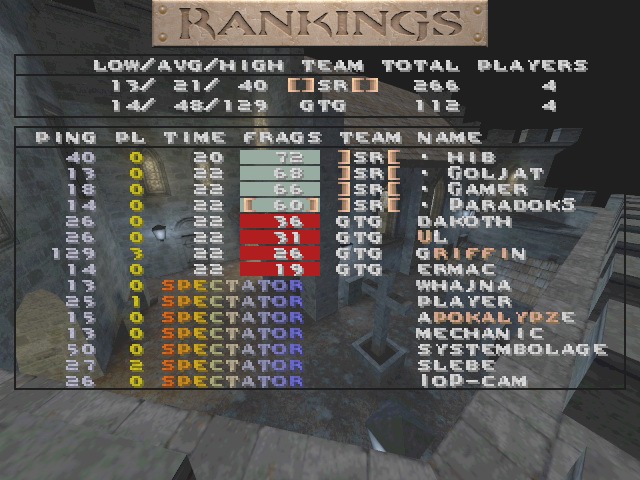 RANKINGS
LOW/AVG/HIGH TEAM TOTAL PLAYERS
13/ 21/ 40 []SR[] 266 4
14/ 48/129 GTG 112 4
PING PL TIME FRAGS TEAM NAME
40 0 20 72 ]SR[ · HIB
13 0 22 68 ]SR[ · GOLJAT
18 0 22 66 ]SR[ · GAMER
14 0 22 [ 60 ] ]SR[ · PARADOKS
26 0 22 36 GTG DAKOTH
26 0 22 31 GTG UL
129 3 22 26 GTG GRIFFIN
14 0 22 19 GTG ERMAC
13 0 SPECTATOR WHAJNA
25 1 SPECTATOR PLAYER
15 0 SPECTATOR APOKALYPZE
13 0 SPECTATOR MECHANIC
50 0 SPECTATOR SYSTEMBOLAGE
27 2 SPECTATOR SLEBE
26 0 SPECTATOR IOP-CAM